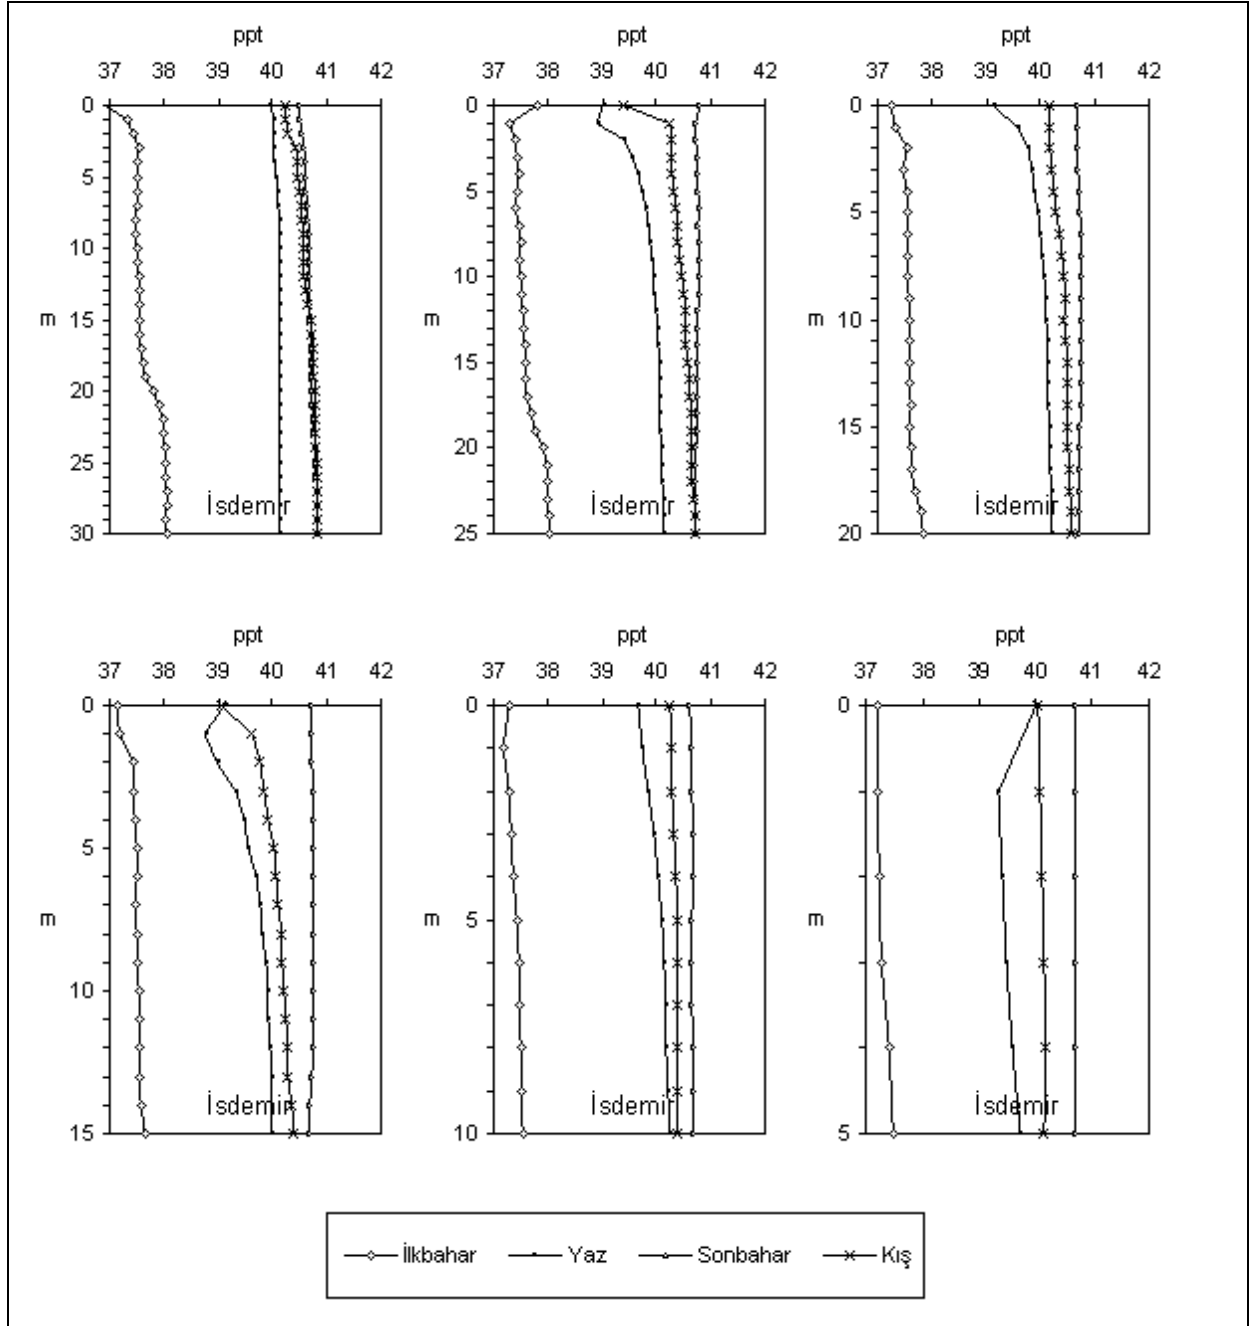 ppt ppt ppt
37 38 39 40 41 42 37 38 39 40 41 42 37 38 39 40 41 42
0 0 0
5 5 5
10 10
15 m 15 m 10 m
20 20 15
25
30 İsdemir 25 İsdemir 20 İsdemir
ppt ppt ppt
37 38 39 40 41 42 37 38 39 40 41 42 37 38 39 40 41 42
0 0 0
5
m m 5 m
10
15 İsdemir 10 İsdemir 5 İsdemir
İlkbahar Yaz Sonbahar Kış